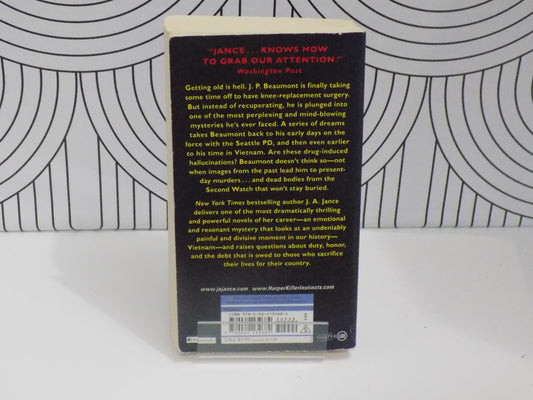 "JANCE . . . KNOWS HOW
TO GRAB OUR ATTENTION."
Washington Post
Getting old is hell. J. P. Beaumont is finally taking
some time off to have knee-replacement surgery.
But instead of recuperating, he is plunged into
one of the most perplexing and mind-blowing
mysteries he's ever faced. A series of dreams
takes Beaumont back to his early days on the
force with the Seattle PD, and then even earlier
to his time in Vietnam. Are these drug-induced
hallucinations? Beaumont doesn't think so—not
when images from the past lead him to present-
day murders . . . and dead bodies from the
Second Watch that won't stay buried.
New York Times bestselling author J. A. Jance
delivers one of the most dramatically thrilling
and powerful novels of her career—an emotional
and resonant mystery that looks at an undeniably
painful and divisive moment in our history—
Vietnam—and raises questions about duty, honor,
and the debt that is owed to those who sacrifice
their lives for their country.
www.jajance.com www.HarperKillerInstincts.com
HARPER